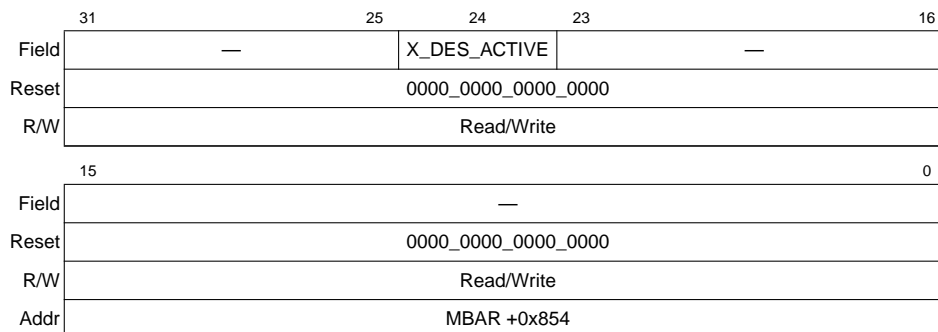 31 25 24 23 16
Field — X_DES_ACTIVE —
Reset 0000_0000_0000_0000
R/W Read/Write
15 0
Field —
Reset 0000_0000_0000_0000
R/W Read/Write
Addr MBAR +0x854